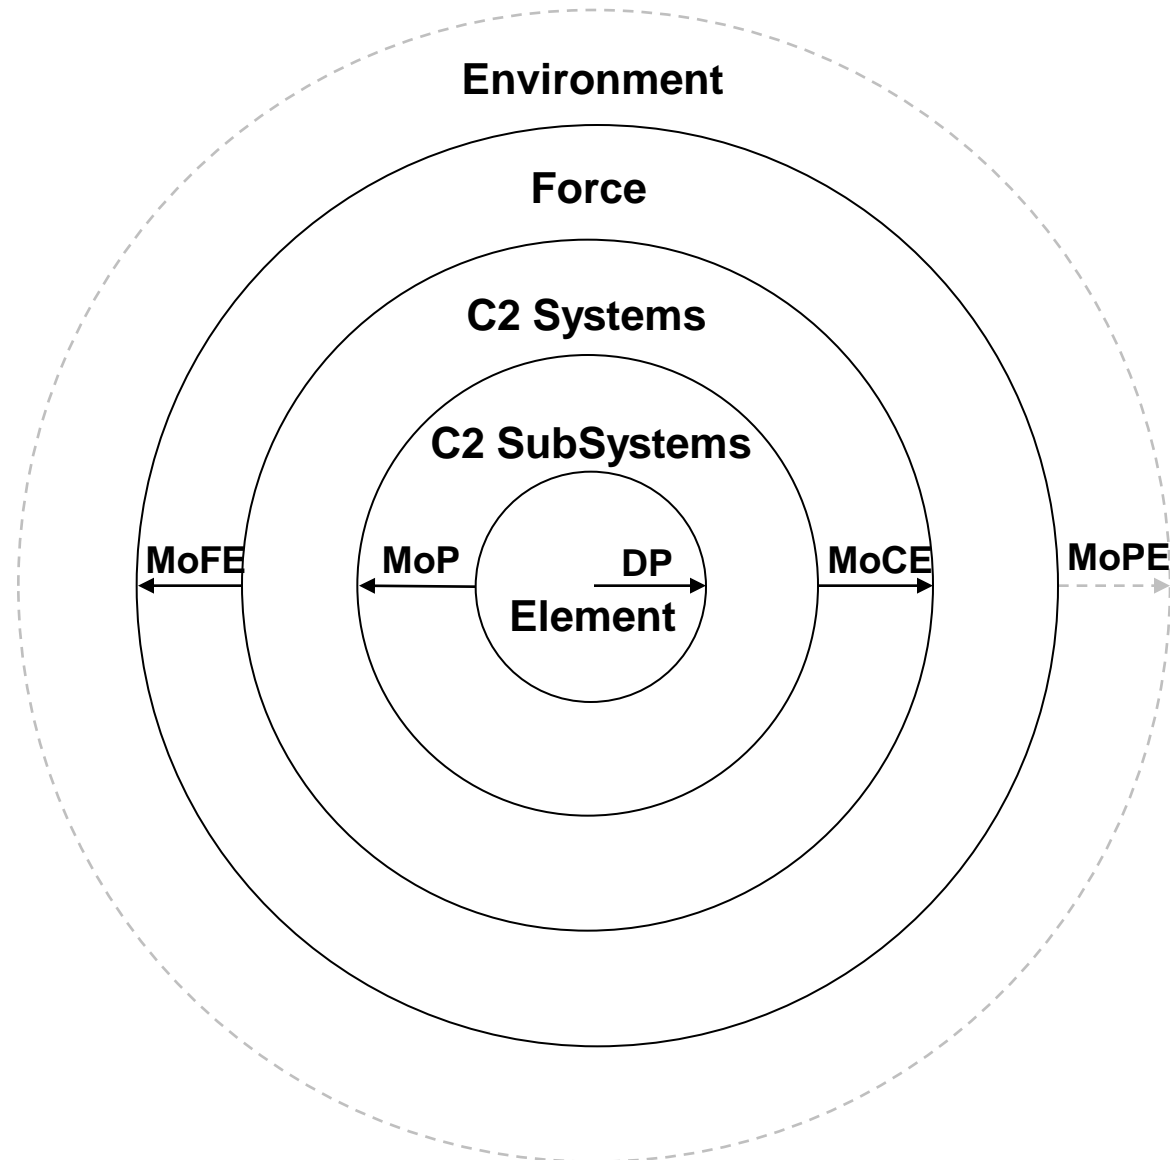 Environment
Force
C2 Systems
C2 SubSystems
MoFE
MoP
DP
MoCE
MoPE
Element